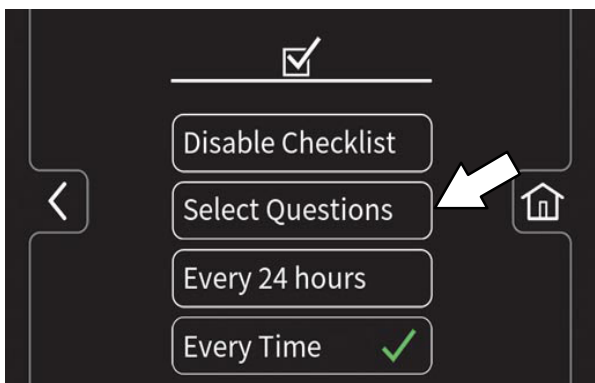 Disable Checklist
Select Questions
Every 24 hours
Every Time